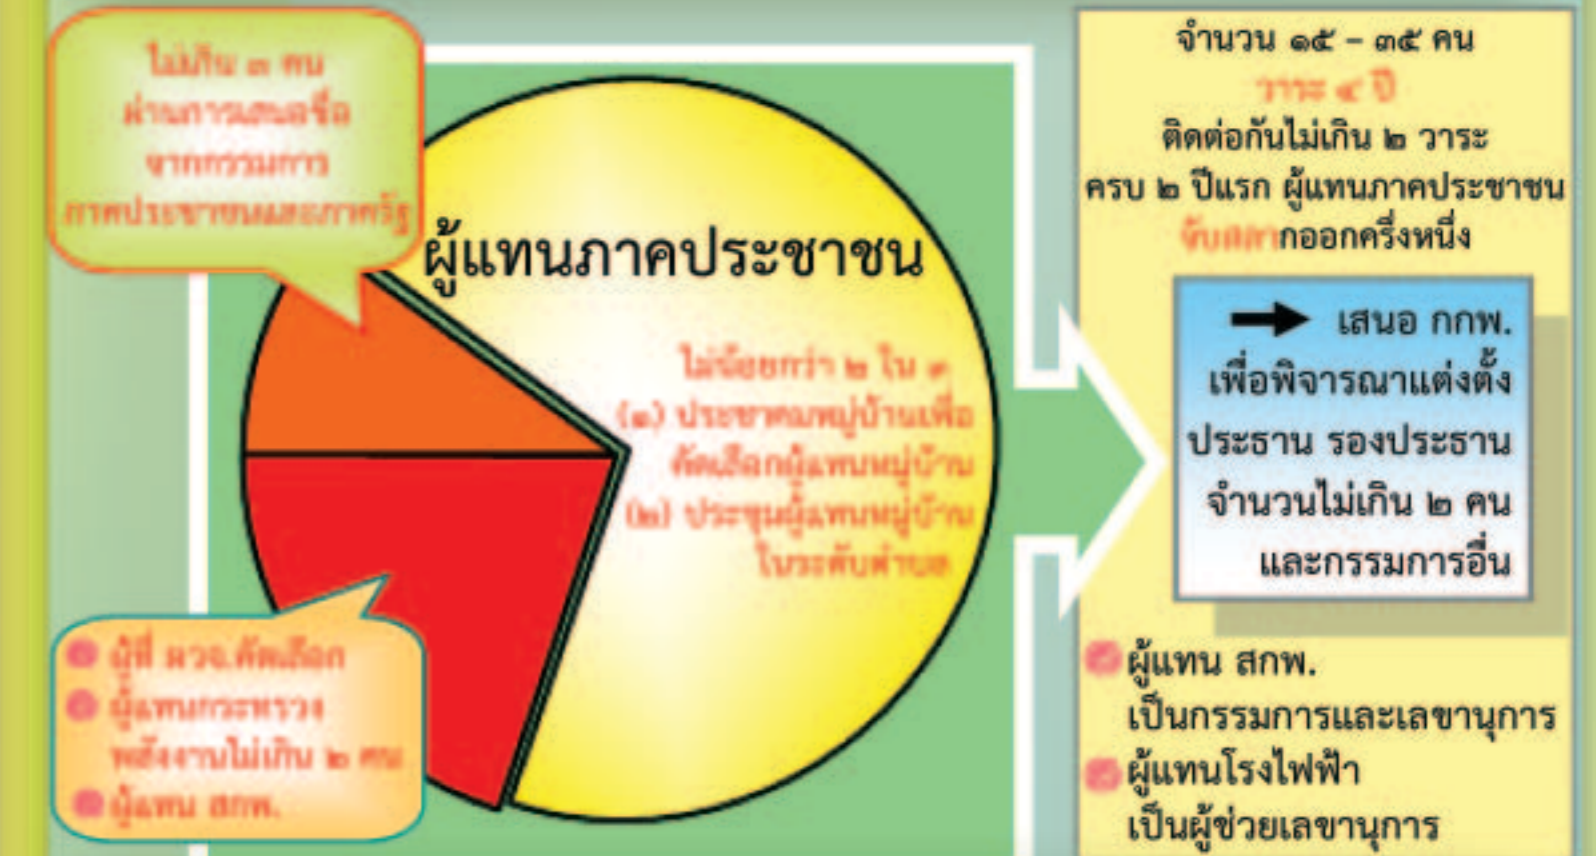 ไม่เกิน ๓ คน
ผ่านการเสนอชื่อ
จากกรรมการ
ภาคประชาชนและภาครัฐ
ผู้แทนภาคประชาชน
ไม่น้อยกว่า ๒ ใน ๓
(๑) ประชาคมหมู่บ้านเพื่อ
คัดเลือกผู้แทนหมู่บ้าน
(๒) ประชุมผู้แทนหมู่บ้าน
ในระดับตำบล
ผู้ที่ ผวจ.คัดเลือก
ผู้แทนกระทรวง
พลังงานไม่เกิน ๒ คน
ผู้แทน สกพ.
จำนวน ๑๕ – ๓๕ คน
วาระ ๔ ปี
ติดต่อกันไม่เกิน ๒ วาระ
ครบ ๒ ปีแรก ผู้แทนภาคประชาชน
จับสลากออกครึ่งหนึ่ง
เสนอ กกพ.
เพื่อพิจารณาแต่งตั้ง
ประธาน รองประธาน
จำนวนไม่เกิน ๒ คน
และกรรมการอื่น
ผู้แทน สกพ.
เป็นกรรมการและเลขานุการ
ผู้แทนโรงไฟฟ้า
เป็นผู้ช่วยเลขานุการ